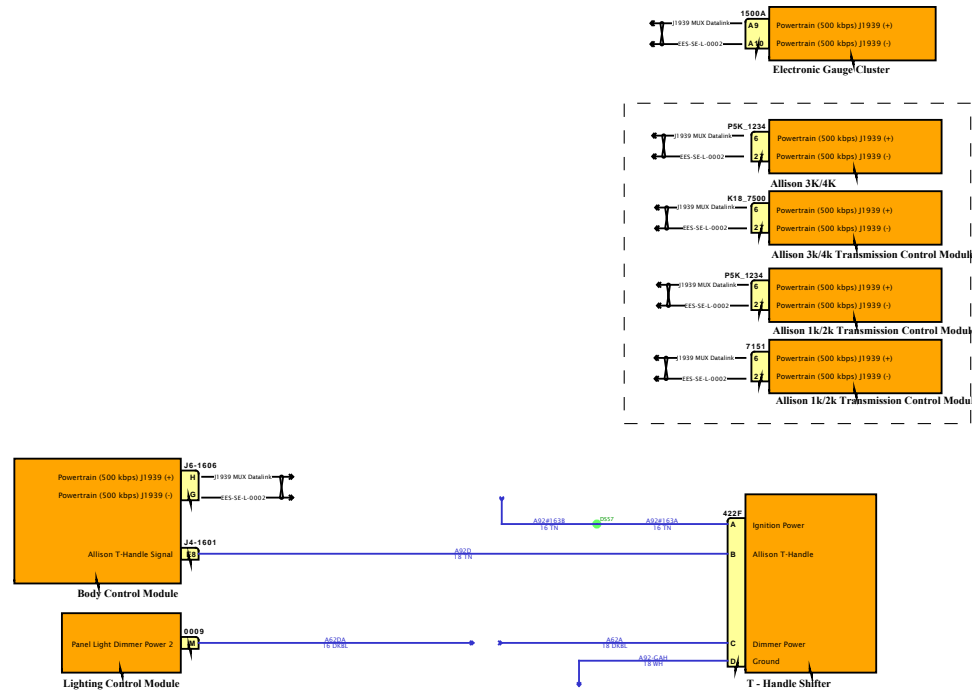 1500A
J1939 MUX Datalink
A9
Powertrain (500 kbps) J1939 (+)
EES-SE-L-0002
A10
Powertrain (500 kbps) J1939 (-)
Electronic Gauge Cluster
P5K_1234
J1939 MUX Datalink
6
Powertrain (500 kbps) J1939 (+)
EES-SE-L-0002
27
Powertrain (500 kbps) J1939 (-)
Allison 3K/4K
K18_7500
J1939 MUX Datalink
6
Powertrain (500 kbps) J1939 (+)
EES-SE-L-0002
27
Powertrain (500 kbps) J1939 (-)
Allison 3k/4k Transmission Control Modul
P5K_1234
J1939 MUX Datalink
6
Powertrain (500 kbps) J1939 (+)
EES-SE-L-0002
27
Powertrain (500 kbps) J1939 (-)
Allison 1k/2k Transmission Control Modu
7151
J1939 MUX Datalink
6
Powertrain (500 kbps) J1939 (+)
EES-SE-L-0002
27
Powertrain (500 kbps) J1939 (-)
Allison 1k/2k Transmission Control Modu
J6-1606
Powertrain (500 kbps) J1939 (+)
H
J1939 MUX Datalink
Powertrain (500 kbps) J1939 (-)
G
EES-SE-L-0002
J4-1601
Allison T-Handle Signal
E8
A92D
18 TN
Body Control Module
422F
A92#163B
16 TN
DS57
A92#163A
16 TN
A
Ignition Power
B
Allison T-Handle
0009
Panel Light Dimmer Power 2
M
A62DA
16 DKBL
A62A
18 DKBL
C
Dimmer Power
A92-GAH
18 WH
D
Ground
Lighting Control Module
T - Handle Shifter